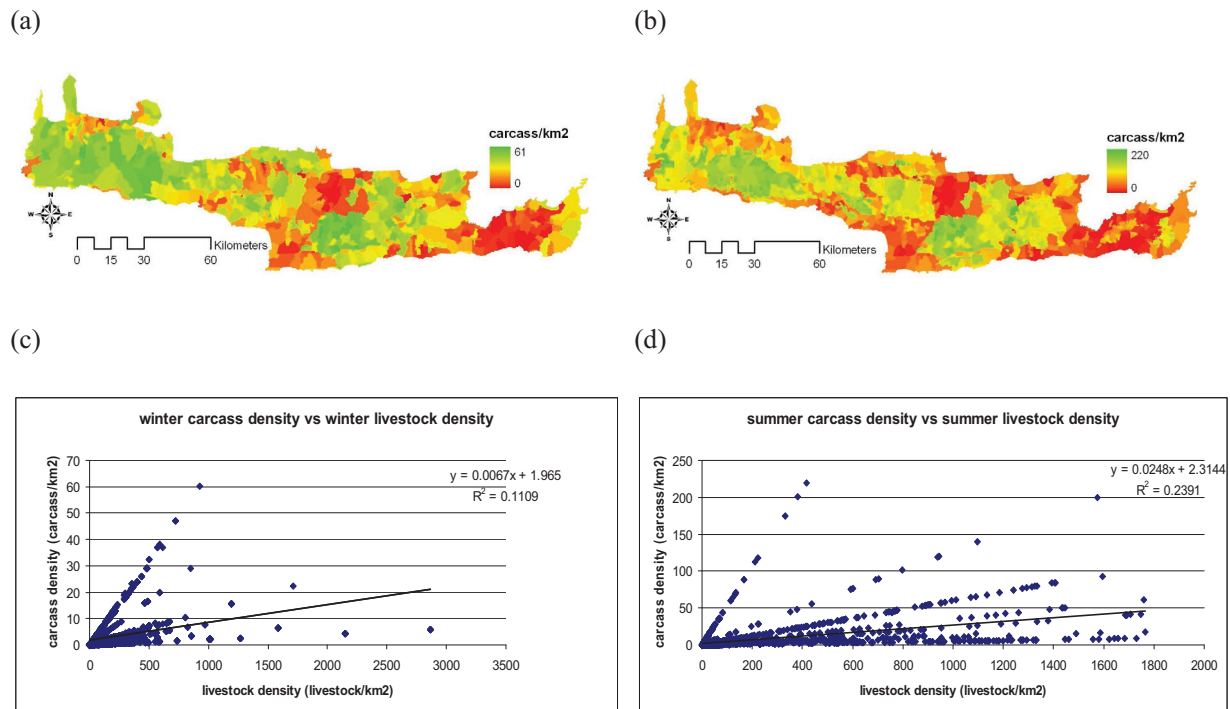 (a)
(b)
carcass/km2
61
0
N
W E
S
Kilometers
0 15 30 60
carcass/km2
220
0
N
W E
S
Kilometers
0 15 30 60
(c)
(d)
winter carcass density vs winter livestock density
carcass density (carcass/km2)
70
60
50
40
30
20
10
0
y = 0.0067x + 1.965
R2 = 0.1109
0 500 1000 1500 2000 2500 3000 3500
livestock density (livestock/km2)
summer carcass density vs summer livestock density
carcass density (carcass/km2)
250
200
150
100
50
0
y = 0.0248x + 2.3144
R2 = 0.2391
0 200 400 600 800 1000 1200 1400 1600 1800 2000
livestock density (livestock/km2)